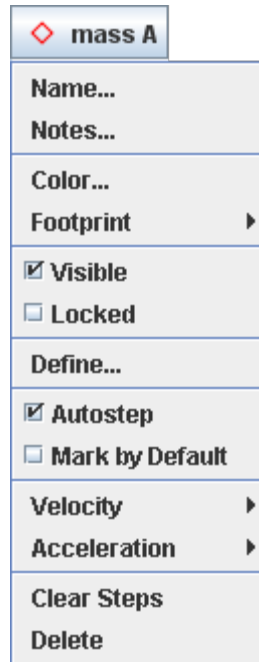 mass A
Name...
Notes...
Color...
Footprint
Visible
Locked
Define...
Autostep
Mark by Default
Velocity
Acceleration
Clear Steps
Delete